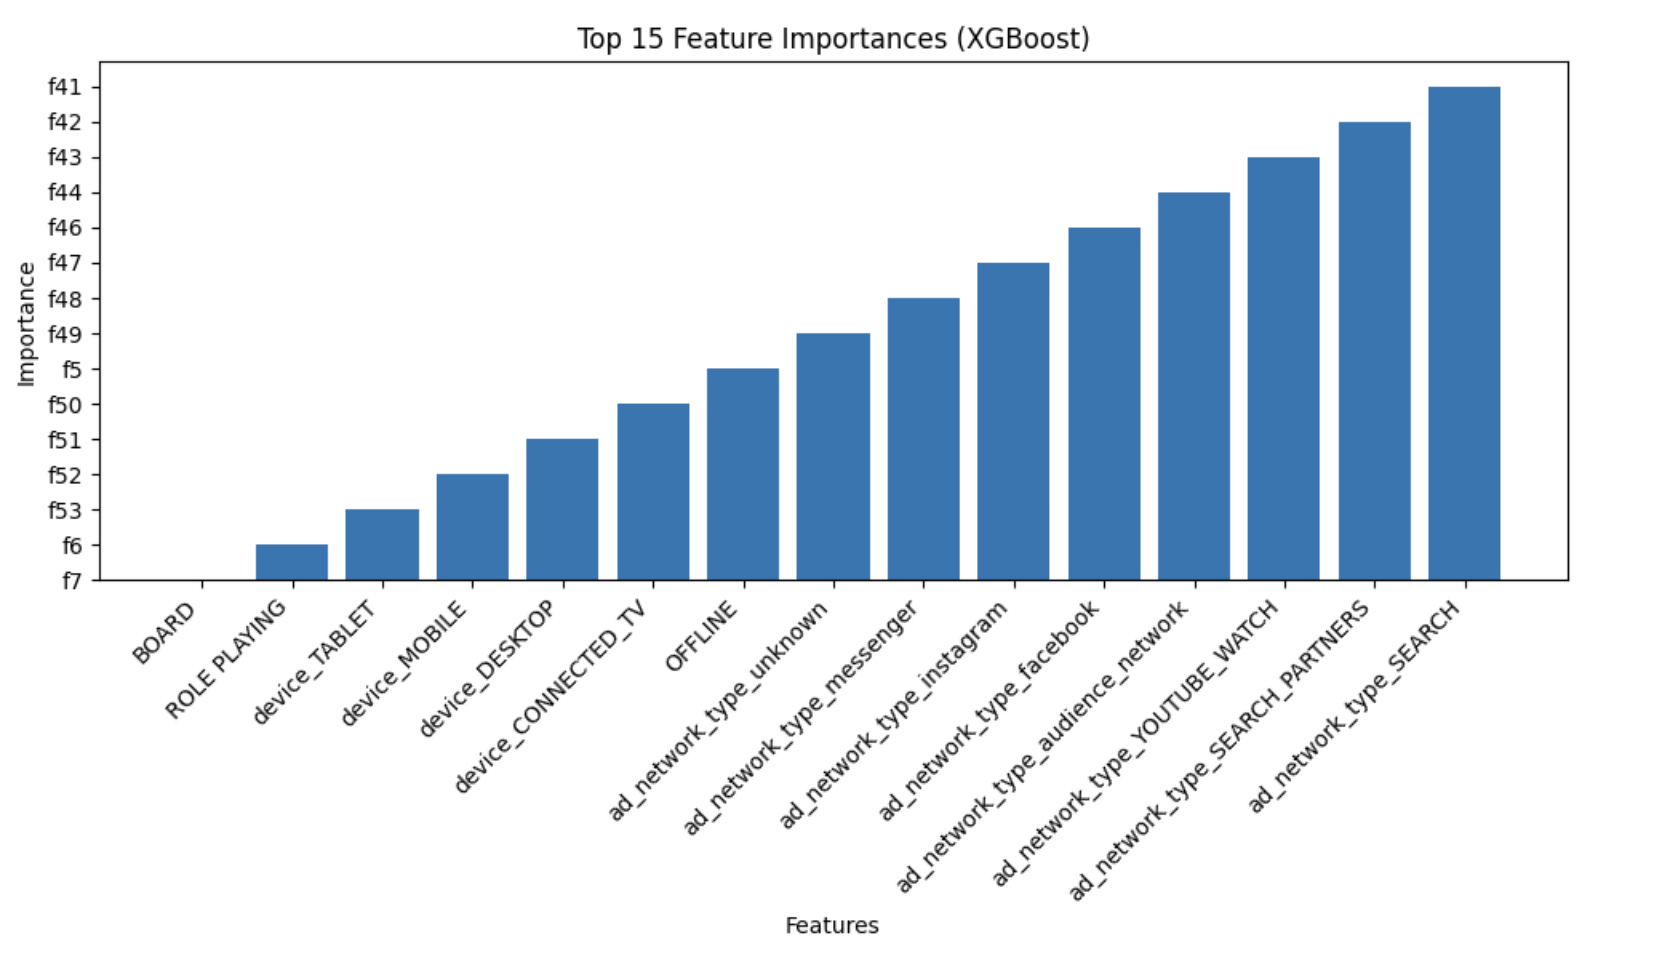 Top 15 Feature Importances (XGBoost)
Importance
f41
f42
f43
f44
f46
f47
f48
f49
f5
f50
f51
f52
f53
f6
f7
BOARD
ROLE PLAYING
device_TABLET
device_MOBILE
device_DESKTOP
device_CONNECTED_TV
OFFLINE
ad_network_type_unknown
ad_network_type_messenger
ad_network_type_instagram
ad_network_type_facebook
ad_network_type_audience_network
ad_network_type_YOUTUBE_WATCH
ad_network_type_SEARCH_PARTNERS
ad_network_type_SEARCH
Features